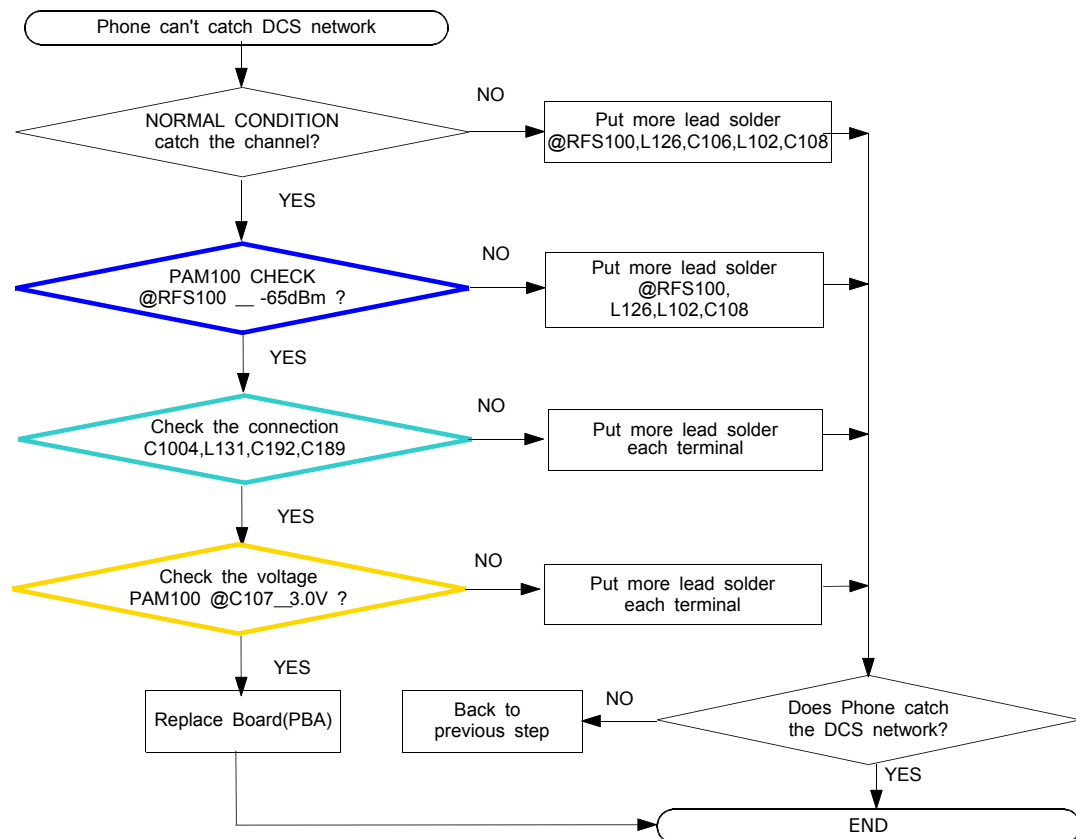 Phone can't catch DCS network
NORMAL CONDITION
catch the channel?
NO
Put more lead solder
@RFS100,L126,C106,L102,C108
YES
PAM100 CHECK
@RFS100 __ -65dBm ?
NO
Put more lead solder
@RFS100,
L126,L102,C108
YES
Check the connection
C1004,L131,C192,C189
NO
Put more lead solder
each terminal
YES
Check the voltage
PAM100 @C107__3.0V ?
NO
Put more lead solder
each terminal
YES
Replace Board(PBA)
Back to
previous step
NO
Does Phone catch
the DCS network?
YES
END